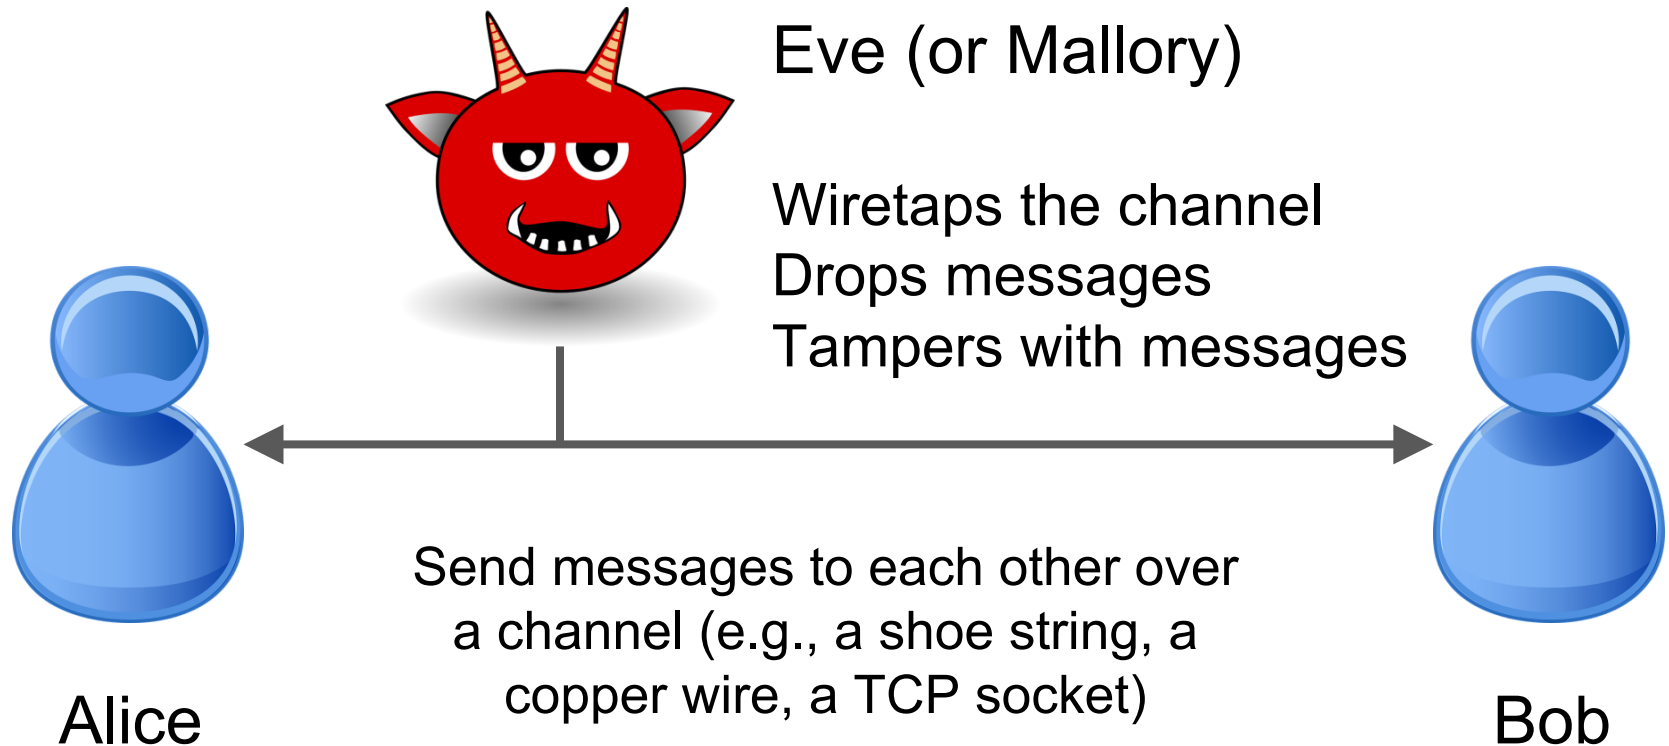 Eve (or Mallory)
Wiretaps the channel
Drops messages
Tampers with messages
Send messages to each other over
a channel (e.g., a shoe string, a
copper wire, a TCP socket)
Alice
Bob